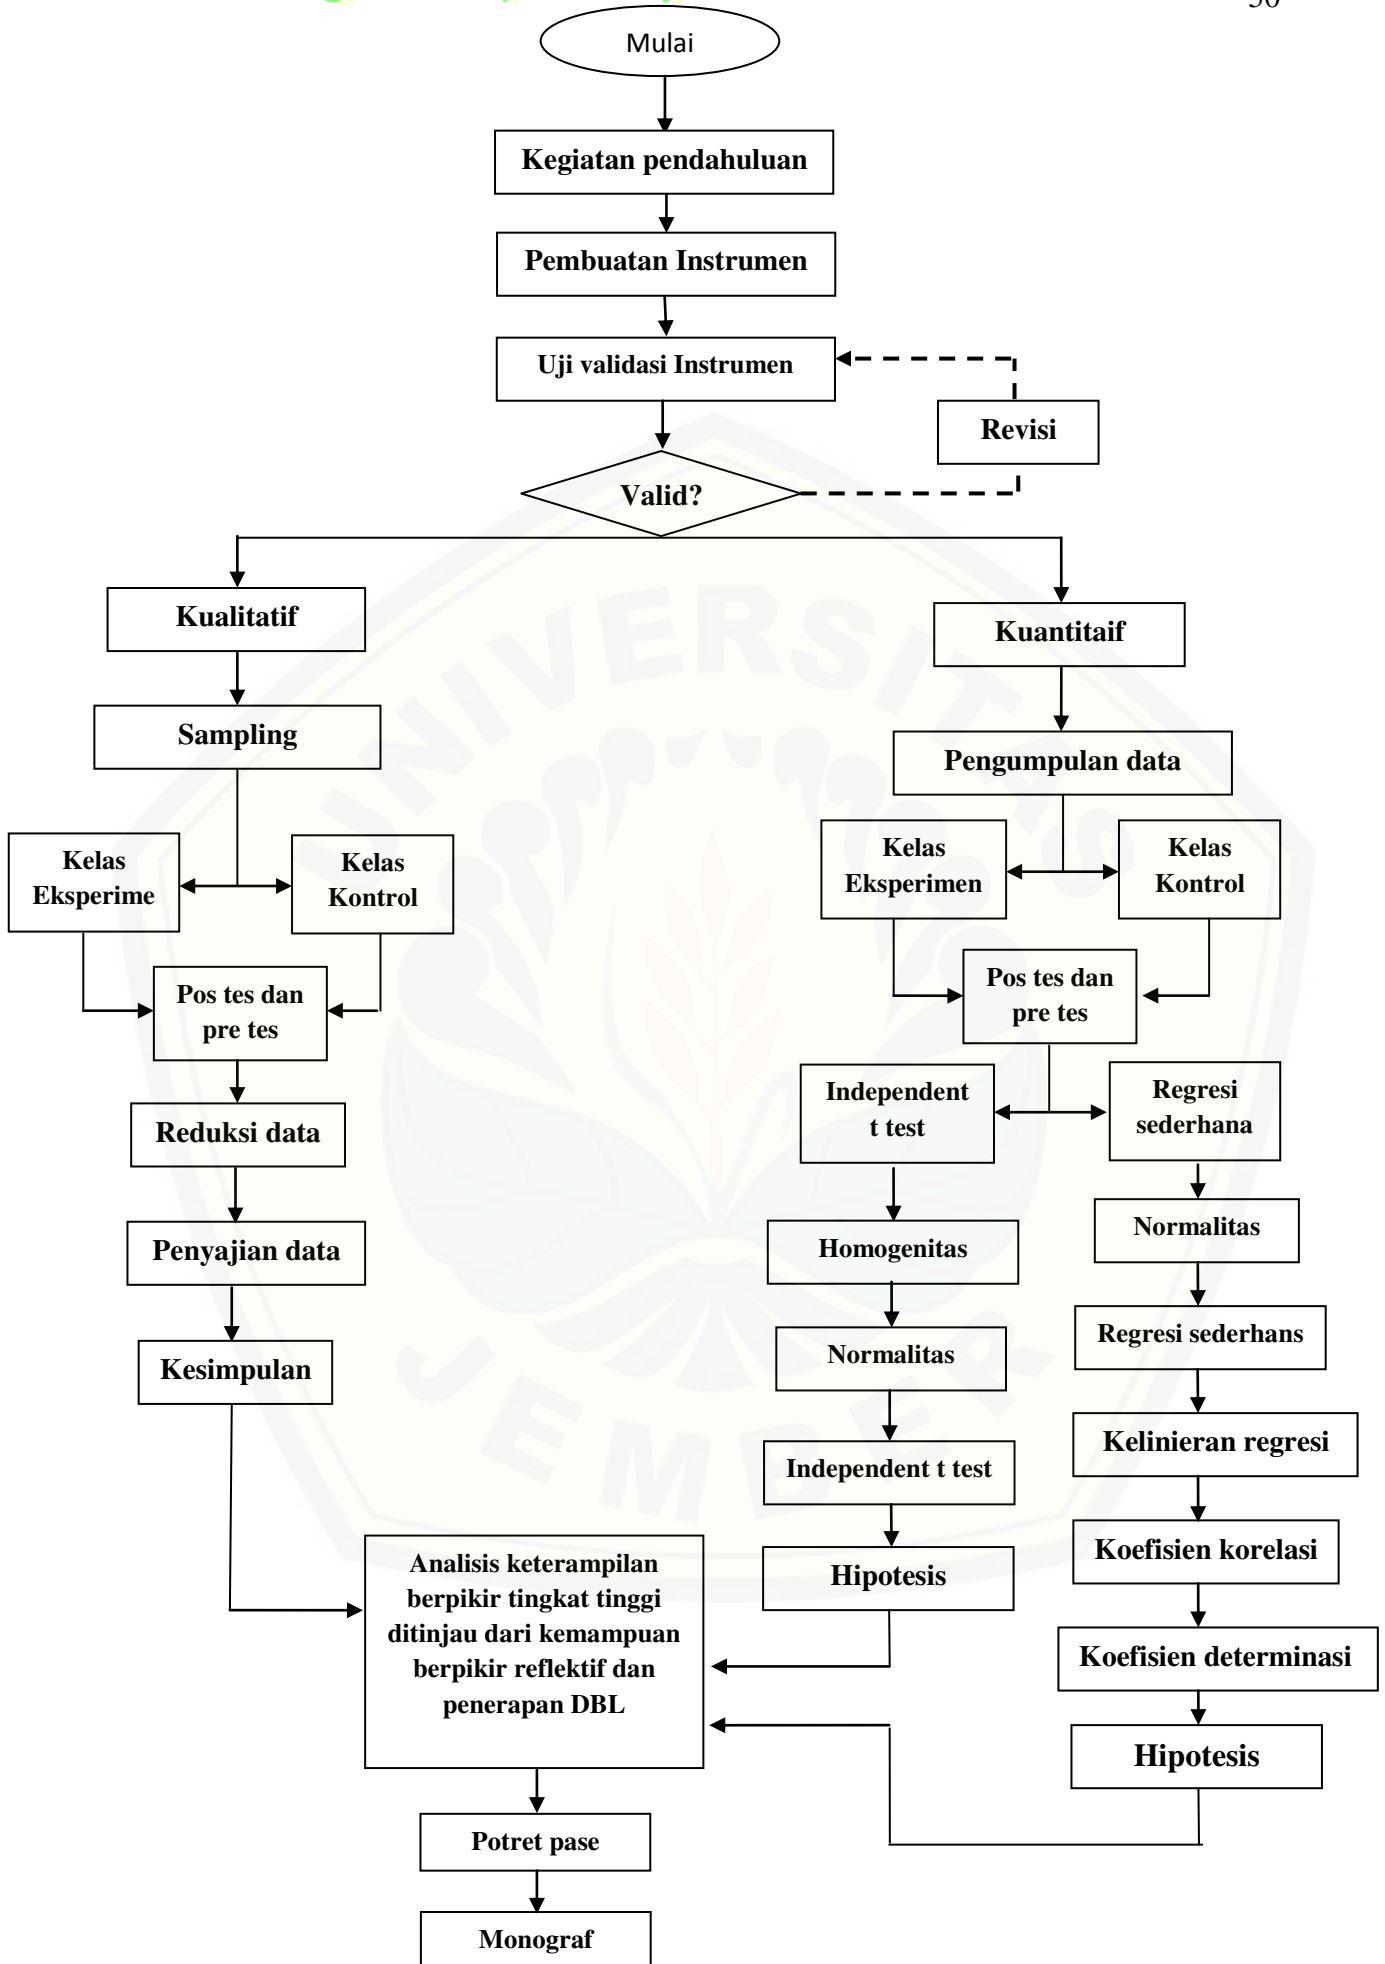 Mulai
Kegiatan pendahuluan
Pembuatan Instrumen
Uji validasi Instrumen
Revisi
Valid?
Kualitatif
Sampling
Kelas
Eksperime
Kelas
Kontrol
Pos tes dan
pre tes
Reduksi data
Penyajian data
Kesimpulan
Kuantitaif
Pengumpulan data
Kelas
Eksperimen
Kelas
Kontrol
Pos tes dan
pre tes
Independent
t test
Homogenitas
Normalitas
Independent t test
Hipotesis
Regresi
sederhana
Normalitas
Regresi sederhans
Kelinieran regresi
Koefisien korelasi
Koefisien determinasi
Hipotesis
Analisis keterampilan
berpikir tingkat tinggi
ditinjau dari kemampuan
berpikir reflektif dan
penerapan DBL
Potret pase
Monograf
UNIVERSITAS
JEMBER